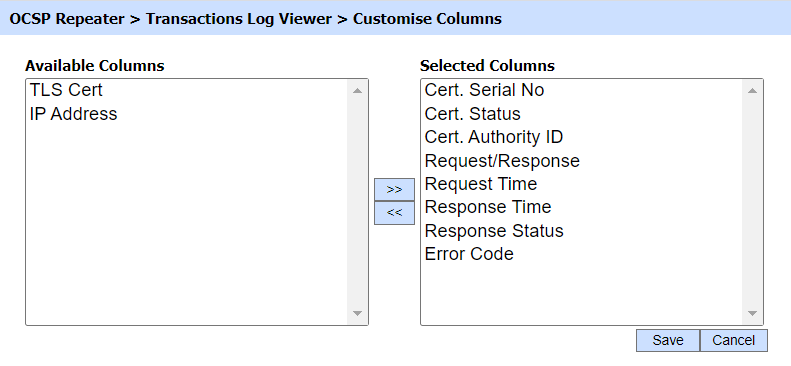 OCSP Repeater > Transactions Log Viewer > Customise Columns
Available Columns
TLS Cert
IP Address
>>
<<
Selected Columns
Cert. Serial No
Cert. Status
Cert. Authority ID
Request/Response
Request Time
Response Time
Response Status
Error Code
Save
Cancel